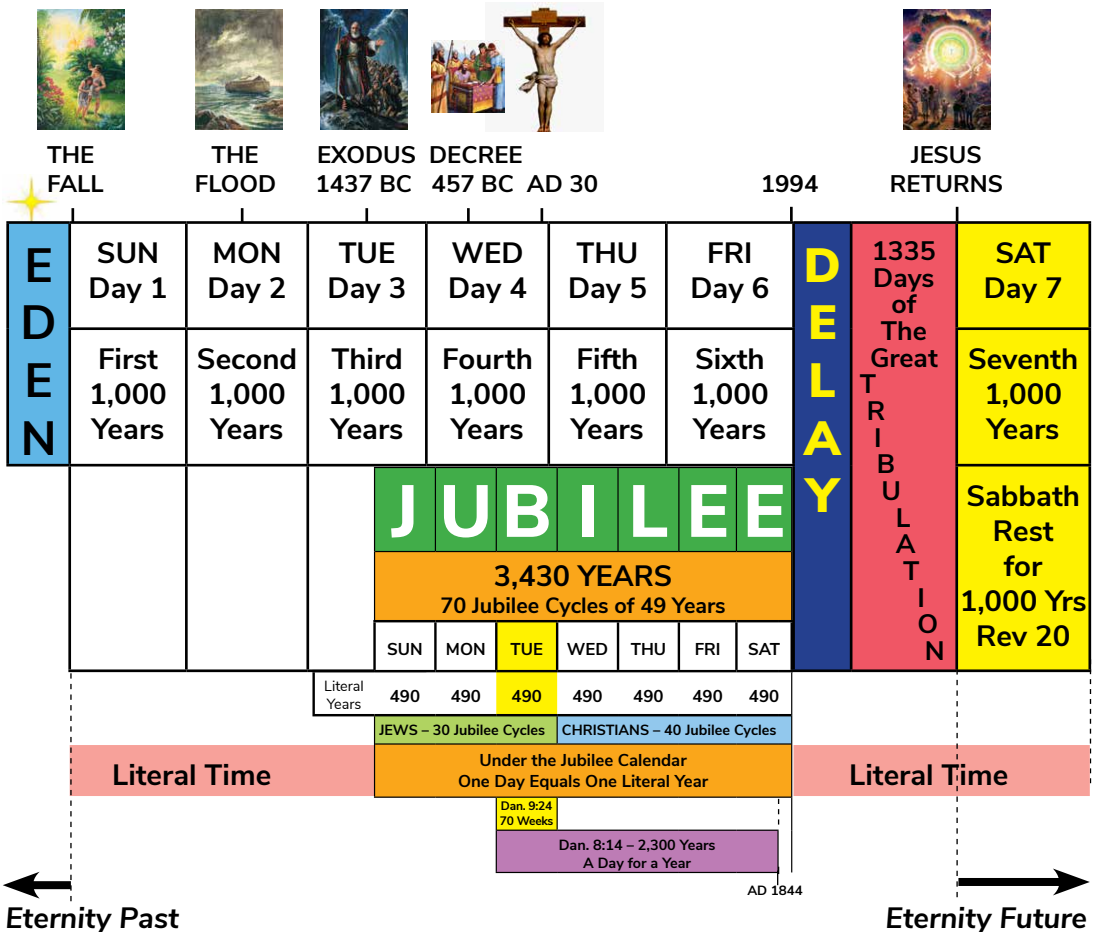 THE
FALL
THE
FLOOD
EXODUS
1437 BC
DECREE
457 BC
AD 30
1994
JESUS
RETURNS
EDEN
SUN
Day 1
MON
Day 2
TUE
Day 3
WED
Day 4
THU
Day 5
FRI
Day 6
DELAY
1335
Days
of
The
Great
TRIBULATION
SAT
Day 7
First
1,000
Years
Second
1,000
Years
Third
1,000
Years
Fourth
1,000
Years
Fifth
1,000
Years
Sixth
1,000
Years
Seventh
1,000
Years
JUBILEE
3,430 YEARS
70 Jubilee Cycles of 49 Years
Sabbath
Rest
for
1,000 Yrs
Rev 20
SUN MON TUE WED THU FRI SAT
Literal
Years
490 490 490 490 490 490 490
JEWS – 30 Jubilee Cycles
CHRISTIANS – 40 Jubilee Cycles
Literal Time
Under the Jubilee Calendar
One Day Equals One Literal Year
Literal Time
Dan. 9:24
70 Weeks
Dan. 8:14 – 2,300 Years
A Day for a Year
AD 1844
Eternity Past
Eternity Future